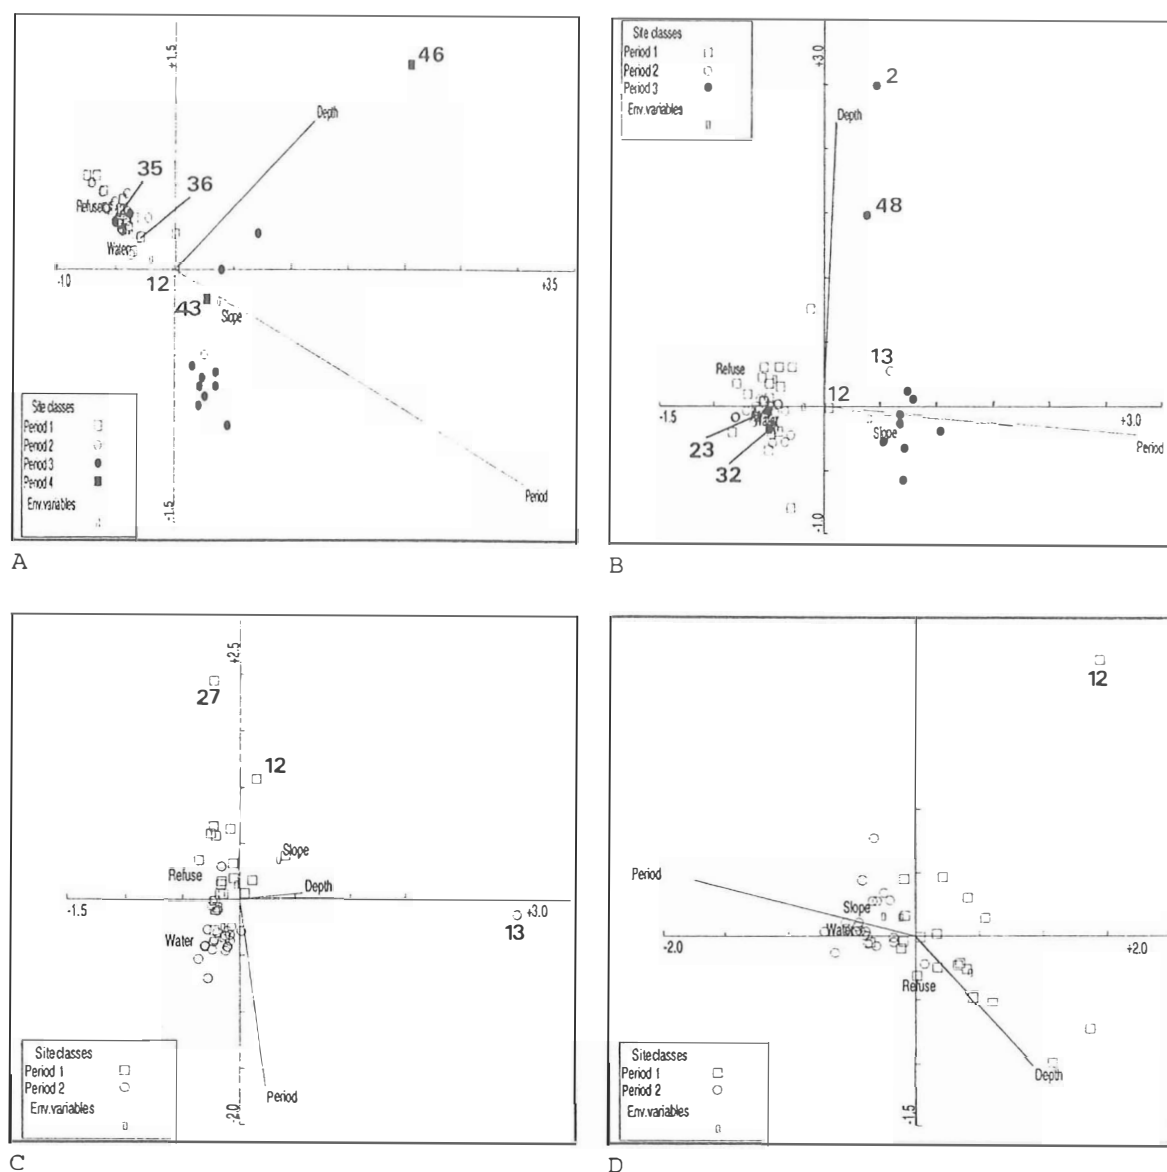 +1.5
46
Depth
35
36
Refuse
Water
-1.0
+3.5
12
43
Slope
Site classes
Period 1
Period 2
Period 3
Period 4
Env. variables
-1.5
Period
A
Site classes
Period 1
Period 2
Period 3
Env. variables
+3.0
2
Depth
48
13
Refuse
12
-1.5
+3.0
Water
Slope
23
Period
32
-1.0
B
+2.5
27
12
Slope
Refuse
Depth
-1.5
+3.0
Water
13
Site classes
Period 1
Period 2
Env. variables
Period
-2.0
C
12
Period
Slope
Water
-2.0
+2.0
Refuse
Site classes
Period 1
Period 2
Env. variables
Depth
-1.5
D